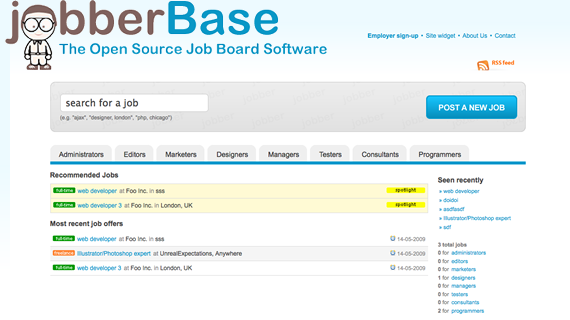 jobberBase
The Open Source Job Board Software
Employer sign-up • Site widget • About Us • Contact
RSS feed
search for a job
POST A NEW JOB
(e.g. "ajax", "designer, london", "php, chicago")
Administrators Editors Marketers Designers Managers Testers Consultants Programmers
Recommended Jobs
full-time web developer at Foo Inc. in sss spotlight
full-time web developer 3 at Foo Inc. in London, UK spotlight
Most recent job offers
full-time web developer at Foo Inc. in sss 14-05-2009
freelance Illustrator/Photoshop expert at UnrealExpectations, Anywhere 14-05-2009
full-time web developer 3 at Foo Inc. in London, UK 14-05-2009
Seen recently
» web developer
» doidoi
» asdfasdf
» Illustrator/Photoshop expert
» sdf
3 total jobs
0 for administrators
0 for editors
0 for marketers
1 for designers
0 for managers
0 for testers
0 for consultants
2 for programmers